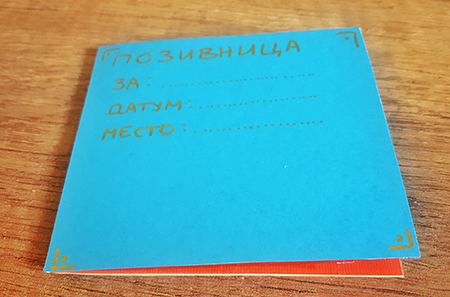 ПОЗИВНИЦА
ЗА: ......................
ДАТУМ: ......................
МЕСТО: ......................